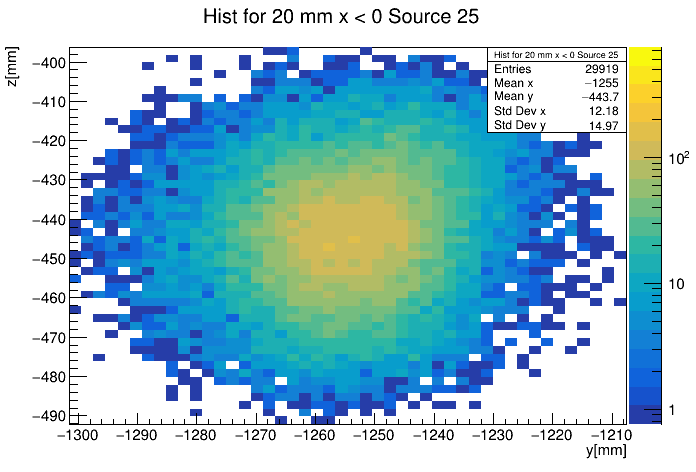 Hist for 20 mm x < 0 Source 25
z[mm]
Hist for 20 mm x < 0 Source 25
Entries 29919
Mean x −1255
Mean y −443.7
Std Dev x 12.18
Std Dev y 14.97
−400
−410
−420
−430
−440
−450
−460
−470
−480
−490
10²
10
1
−1300 −1290 −1280 −1270 −1260 −1250 −1240 −1230 −1220 −1210
y[mm]